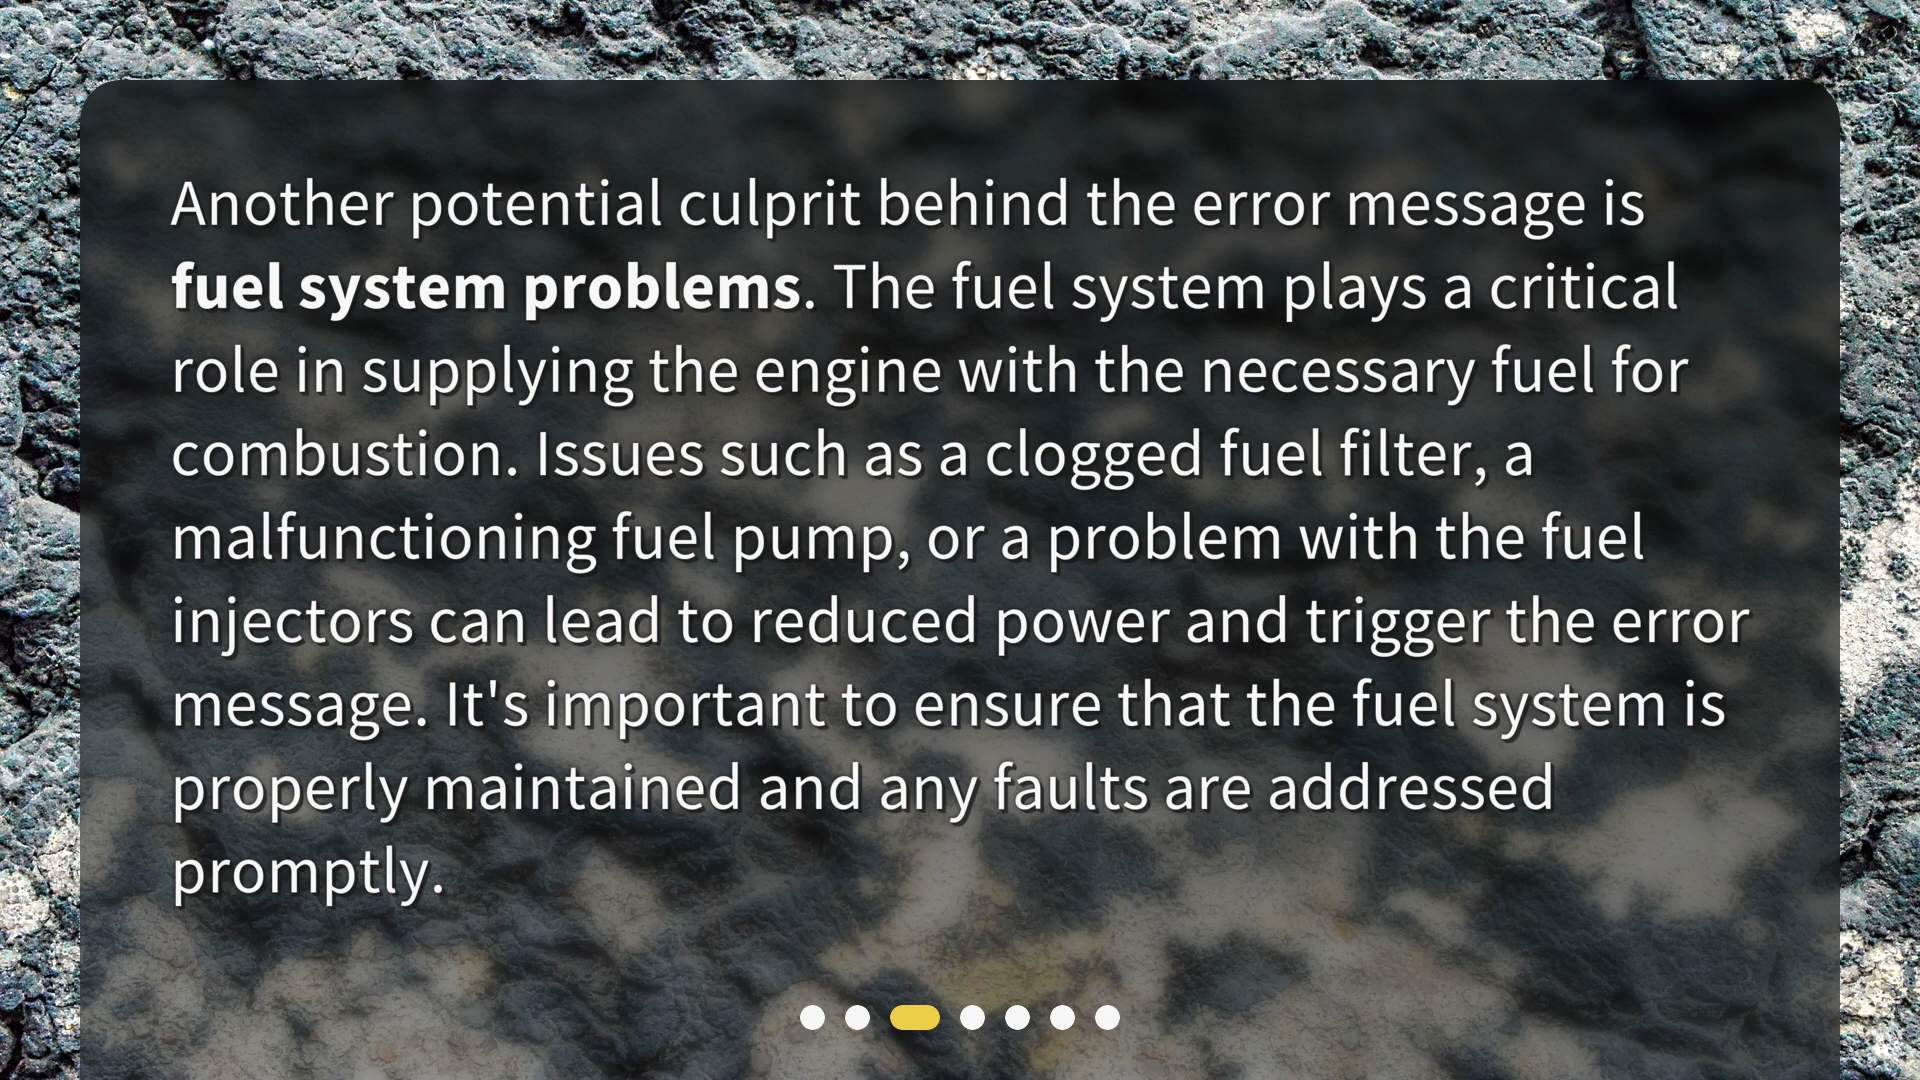 Another potential culprit behind the error message is
fuel system problems. The fuel system plays a critical
role in supplying the engine with the necessary fuel for
combustion. Issues such as a clogged fuel filter, a
malfunctioning fuel pump, or a problem with the fuel
injectors can lead to reduced power and trigger the error
message. It's important to ensure that the fuel system is
properly maintained and any faults are addressed
promptly.